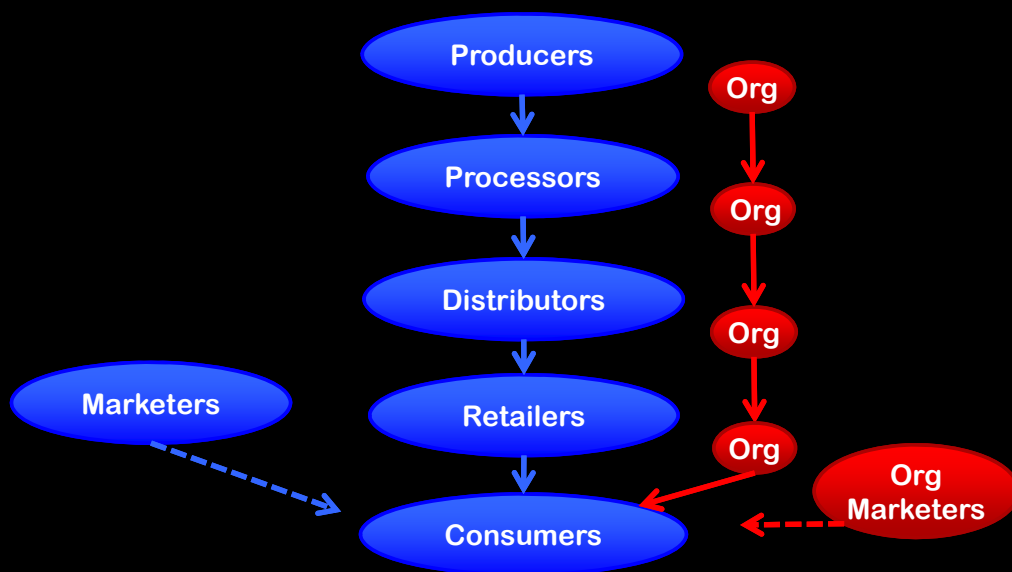 Producers
Org
Processors
Org
Distributors
Org
Marketers
Retailers
Org
Org
Marketers
Consumers